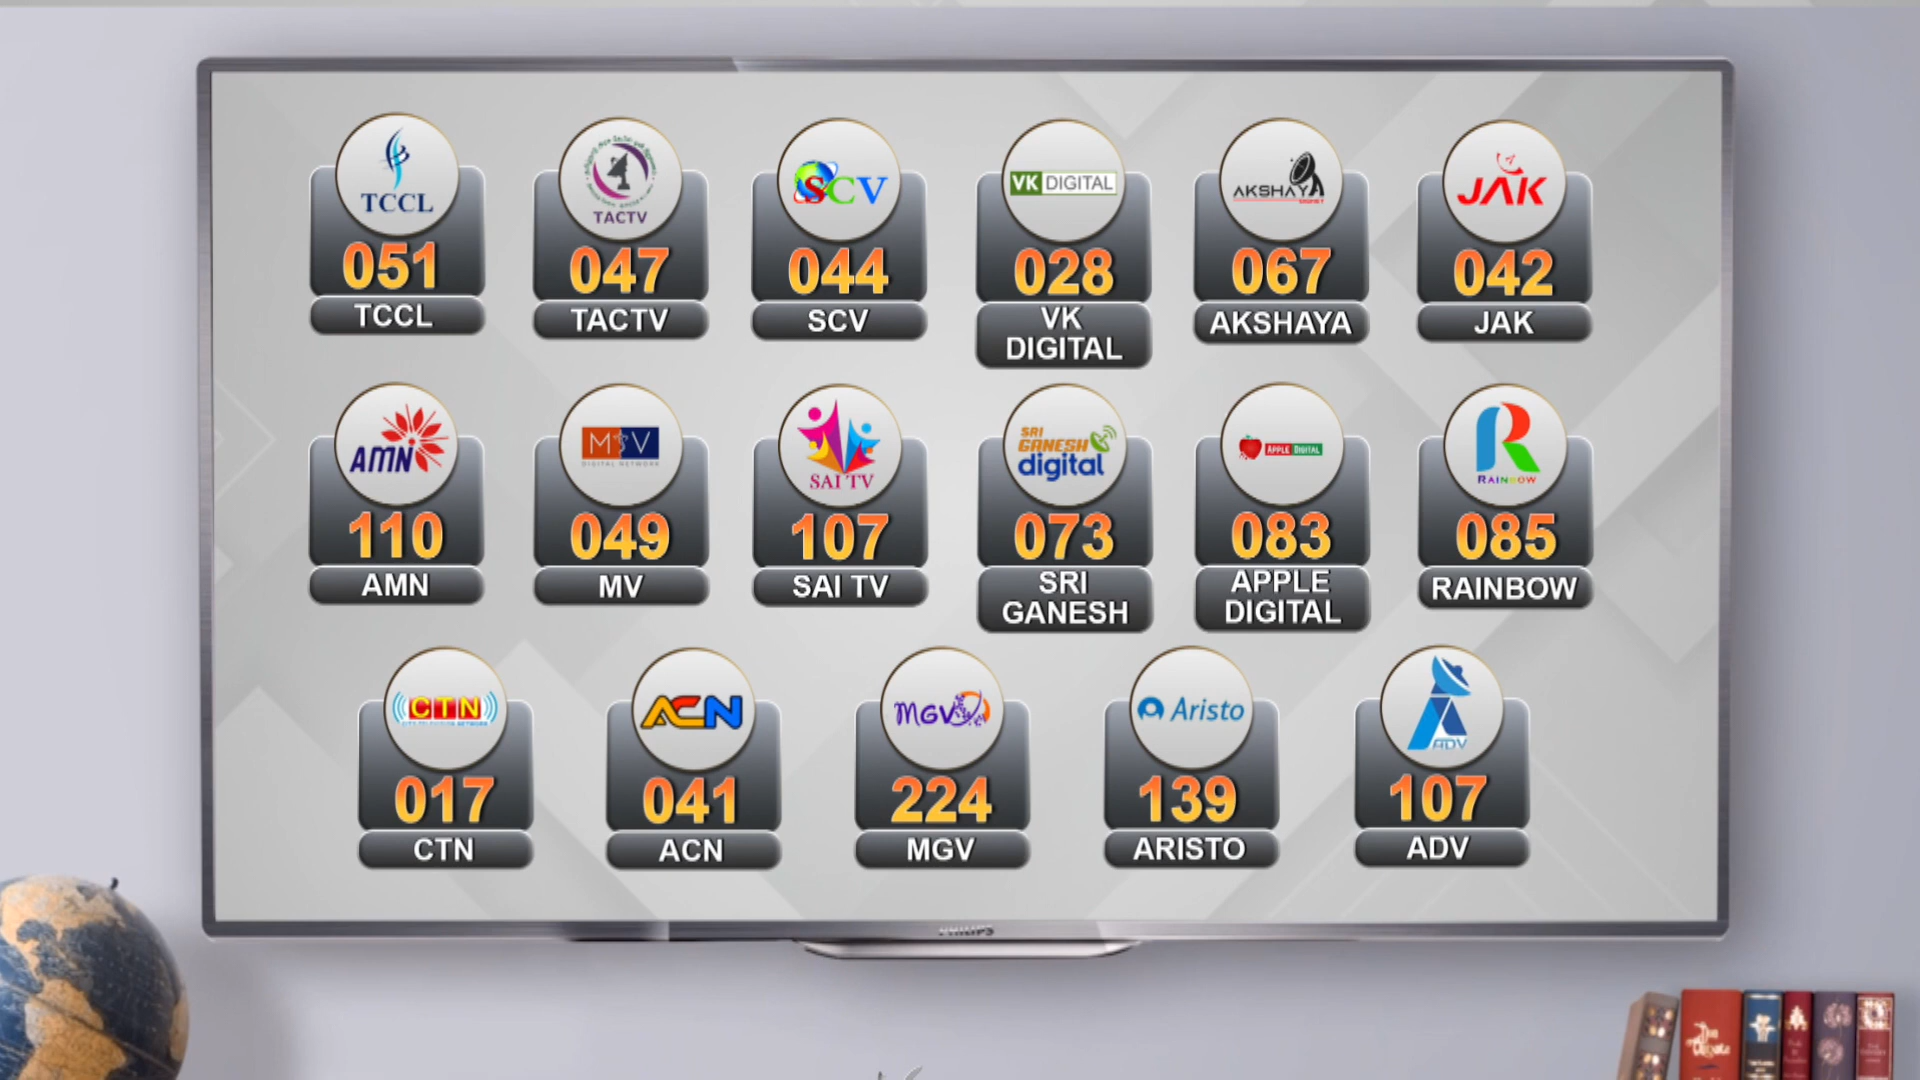 TCCL
051
TCCL
TACTV
047
TACTV
SCV
044
SCV
VK DIGITAL
028
VK
DIGITAL
AKSHAYA
067
AKSHAYA
JAK
042
JAK
AMN
110
AMN
MV
DIGITAL NETWORK
049
MV
SAI TV
107
SAI TV
SRI
GANESH
digital
073
SRI
GANESH
APPLE DIGITAL
083
APPLE
DIGITAL
RAINBOW
085
RAINBOW
CTN
017
CTN
ACN
041
ACN
MGV
224
MGV
Aristo
139
ARISTO
ADV
107
ADV
PHILIPS